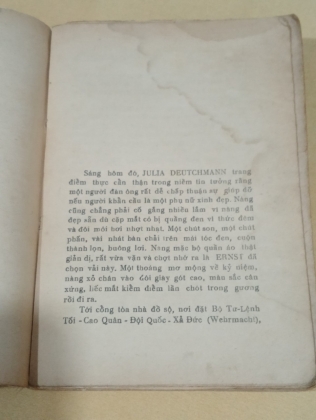 Sáng hôm đó, JULIA DEUTCHMANN trang
điểm thực cẩn thận trong niềm tin tưởng rằng
một người đàn ông rất dễ chấp thuận sự giúp đỡ
nếu người khẩn cầu là một phụ nữ xinh đẹp. Nàng
cũng chẳng phải cố gắng nhiều lắm vì nàng đã
đẹp sẵn dù cặp mắt có bị quầng đen vì thức đêm
và đôi môi hơi nhợt nhạt. Một chút son, một chút
phấn, vài nhát bàn chải trên mái tóc đen, cuộn
thành lọn, buông lơi. Nàng mặc bộ quần áo thật
giản dị, rất vừa vặn và chợt nhớ ra là ERNST đã
chọn vải này. Một thoáng mơ mộng về kỷ niệm,
nàng xỏ chân vào đôi giày gót cao, màu sắc cân
xứng, liếc mắt kiểm điểm lần chót trong gương
rồi đi ra.
Tới cổng tòa nhà đồ sộ, nơi đặt Bộ Tư-Lệnh
Tối-Cao Quân-Đội Quốc-Xã Đức (Wehrmacht),